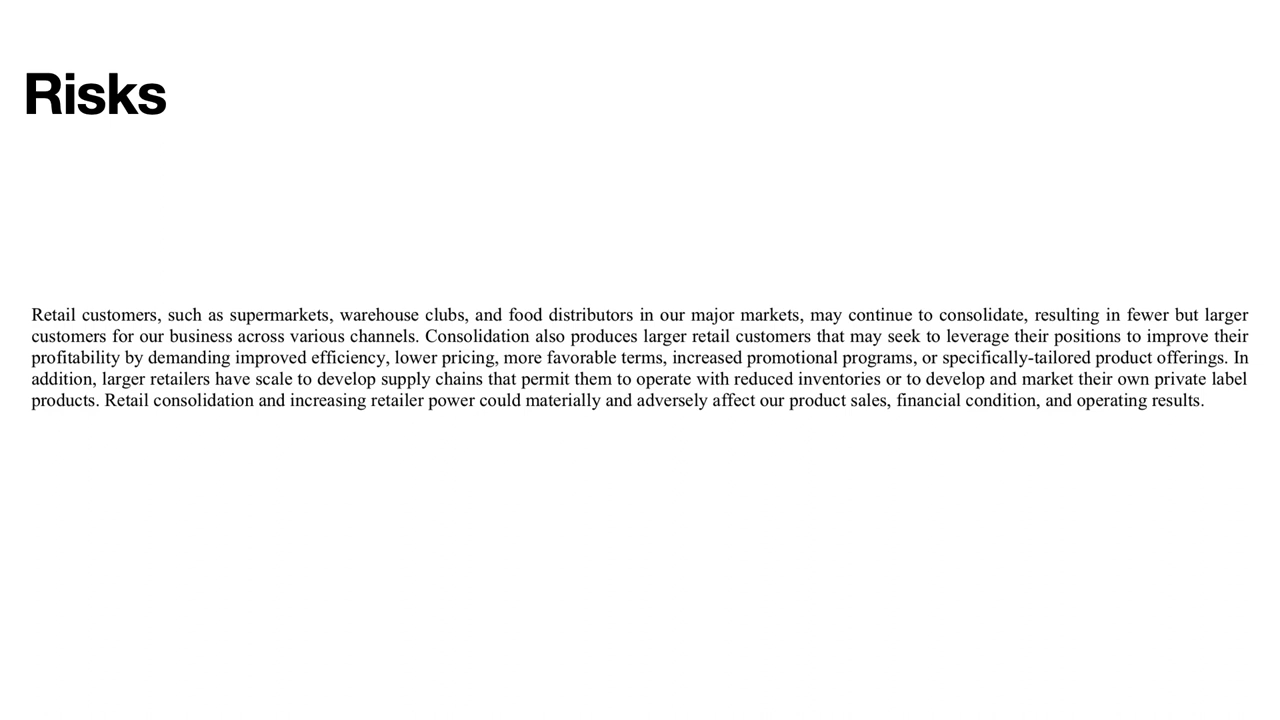 Risks
Retail customers, such as supermarkets, warehouse clubs, and food distributors in our major markets, may continue to consolidate, resulting in fewer but larger
customers for our business across various channels. Consolidation also produces larger retail customers that may seek to leverage their positions to improve their
profitability by demanding improved efficiency, lower pricing, more favorable terms, increased promotional programs, or specifically-tailored product offerings. In
addition, larger retailers have scale to develop supply chains that permit them to operate with reduced inventories or to develop and market their own private label
products. Retail consolidation and increasing retailer power could materially and adversely affect our product sales, financial condition, and operating results.